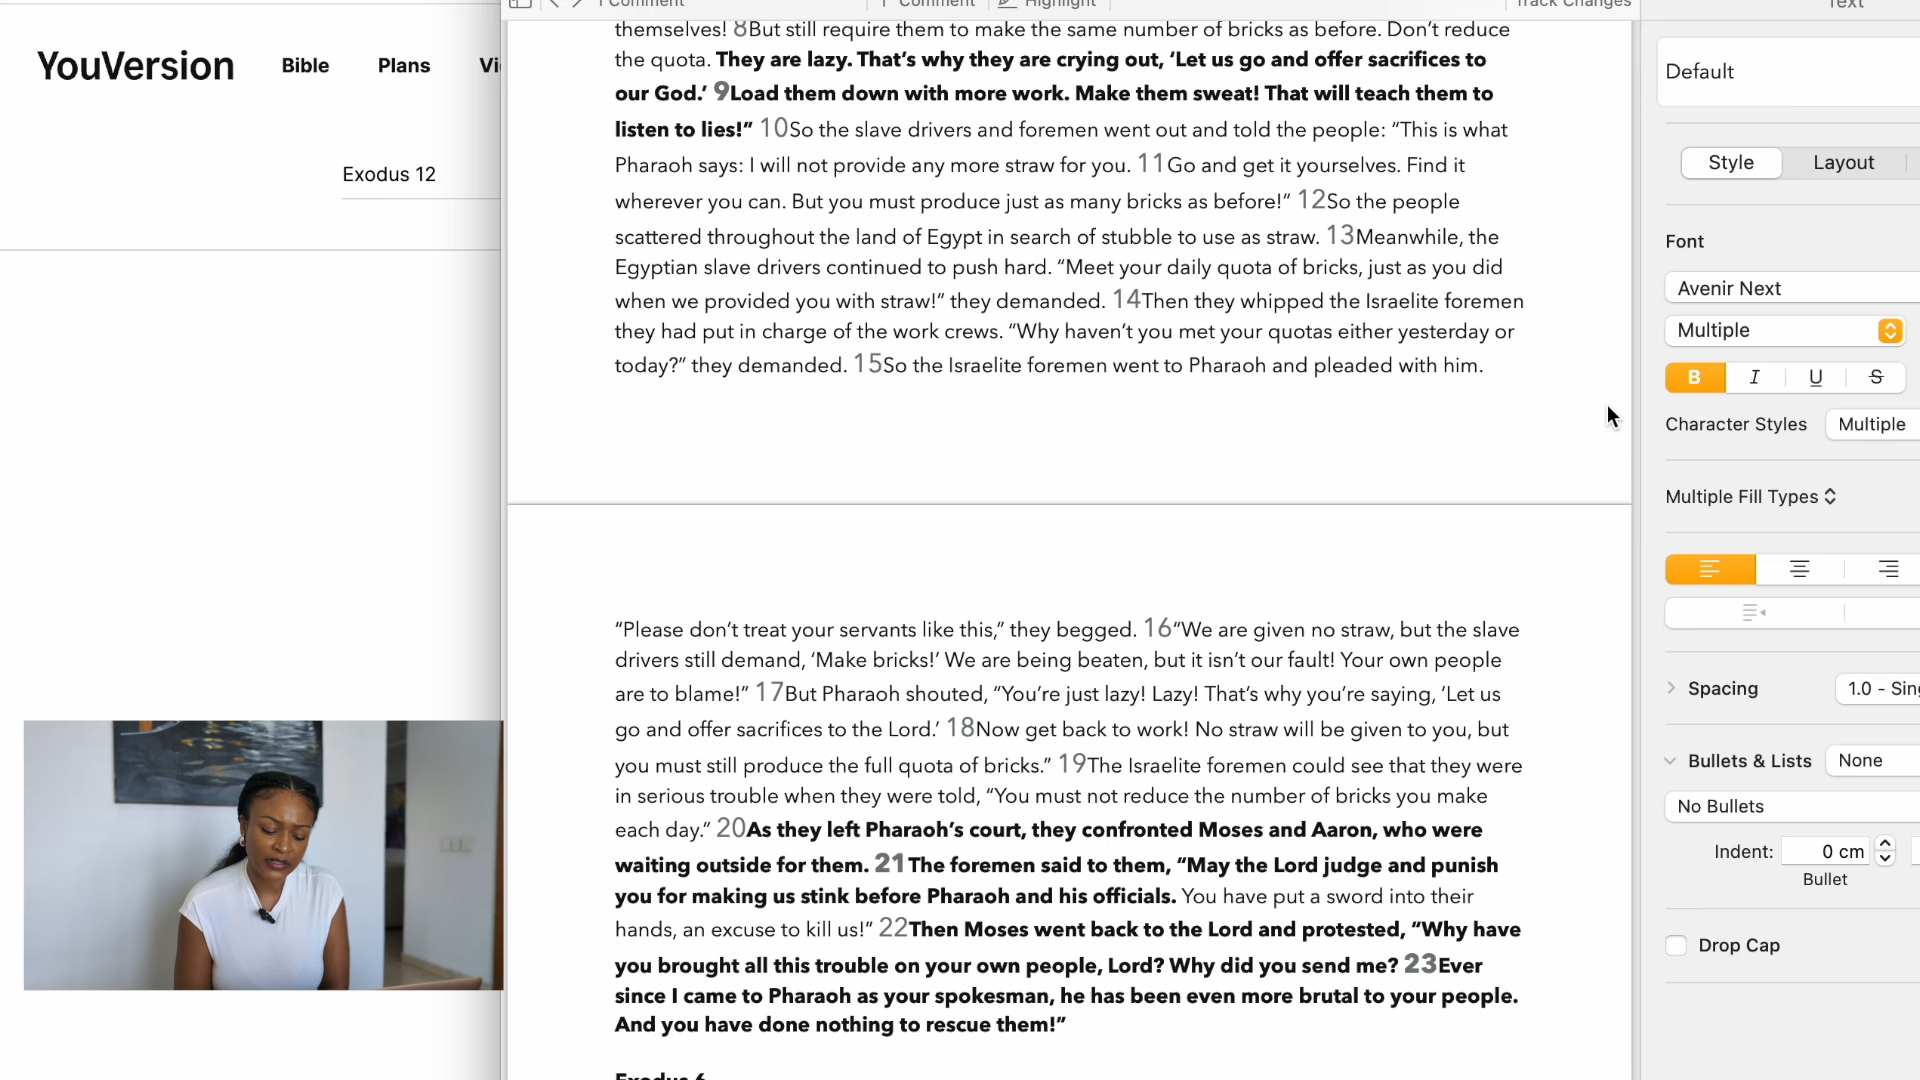 1 Comment
Comment
Highlight
Track Changes
Text
YouVersion
Bible
Plans
Exodus 12
themselves! 8But still require them to make the same number of bricks as before. Don’t reduce
the quota. They are lazy. That’s why they are crying out, ‘Let us go and offer sacrifices to
our God.’ 9Load them down with more work. Make them sweat! That will teach them to
listen to lies!” 10So the slave drivers and foremen went out and told the people: “This is what
Pharaoh says: I will not provide any more straw for you. 11Go and get it yourselves. Find it
wherever you can. But you must produce just as many bricks as before!” 12So the people
scattered throughout the land of Egypt in search of stubble to use as straw. 13Meanwhile, the
Egyptian slave drivers continued to push hard. “Meet your daily quota of bricks, just as you did
when we provided you with straw!” they demanded. 14Then they whipped the Israelite foremen
they had put in charge of the work crews. “Why haven’t you met your quotas either yesterday or
today?” they demanded. 15So the Israelite foremen went to Pharaoh and pleaded with him.
“Please don’t treat your servants like this,” they begged. 16“We are given no straw, but the slave
drivers still demand, ‘Make bricks!’ We are being beaten, but it isn’t our fault! Your own people
are to blame!” 17But Pharaoh shouted, “You’re just lazy! Lazy! That’s why you’re saying, ‘Let us
go and offer sacrifices to the Lord.’ 18Now get back to work! No straw will be given to you, but
you must still produce the full quota of bricks.” 19The Israelite foremen could see that they were
in serious trouble when they were told, “You must not reduce the number of bricks you make
each day.” 20As they left Pharaoh’s court, they confronted Moses and Aaron, who were
waiting outside for them. 21The foremen said to them, “May the Lord judge and punish
you for making us stink before Pharaoh and his officials. You have put a sword into their
hands, an excuse to kill us!” 22Then Moses went back to the Lord and protested, “Why have
you brought all this trouble on your own people, Lord? Why did you send me? 23Ever
since I came to Pharaoh as your spokesman, he has been even more brutal to your people.
And you have done nothing to rescue them!”
Exodus 6
Default
Style
Layout
Font
Avenir Next
Multiple
B I U S
Character Styles
Multiple
Multiple Fill Types
Spacing
1.0 -
Bullets & Lists
None
No Bullets
Indent:
0 cm
Bullet
Drop Cap